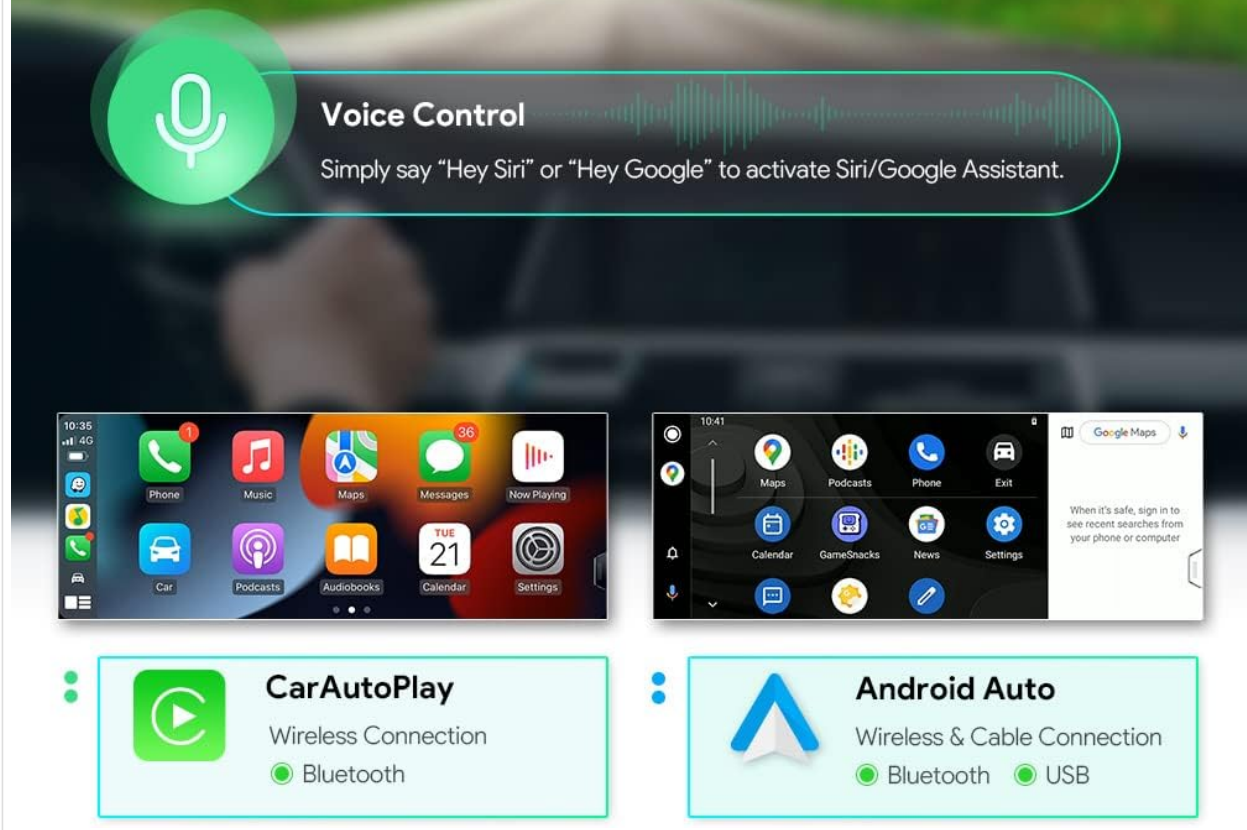 Voice Control
Simply say “Hey Siri” or “Hey Google” to activate Siri/Google Assistant.
10:35
4G
1
36
Phone
Music
Maps
Messages
Now Playing
TUE
21
Car
Podcasts
Audiobooks
Calendar
Settings
10:41
Maps
Podcasts
Phone
Exit
Calendar
GameSnacks
News
Settings
Google Maps
When it's safe, sign in to
see recent searches from
your phone or computer
CarAutoPlay
Wireless Connection
Bluetooth
Android Auto
Wireless & Cable Connection
Bluetooth USB